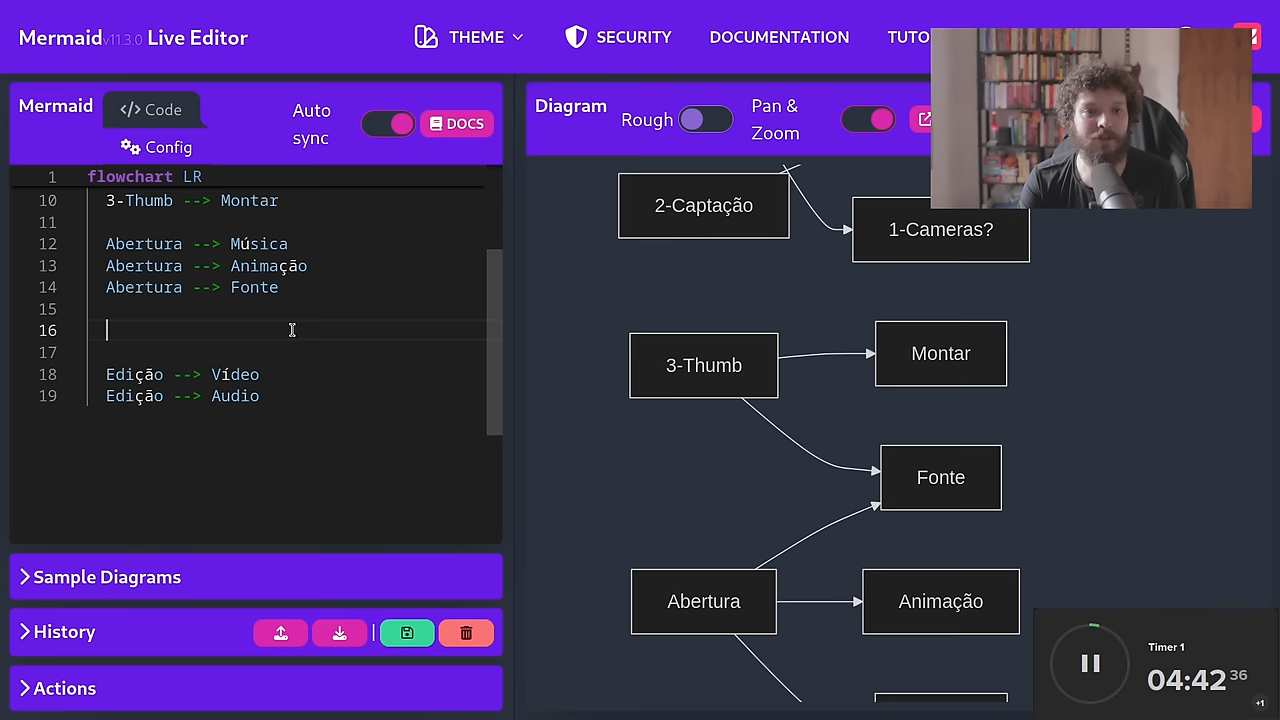 Mermaid v11.3.0 Live Editor
THEME
SECURITY
DOCUMENTATION
TUTO
Mermaid
Code
Config
Auto sync
DOCS
1 flowchart LR
10 3-Thumb --> Montar
11
12 Abertura --> Música
13 Abertura --> Animação
14 Abertura --> Fonte
15
16
17
18 Edição --> Vídeo
19 Edição --> Audio
Sample Diagrams
History
Actions
Diagram
Rough
Pan & Zoom
2-Captação
1-Cameras?
3-Thumb
Montar
Fonte
Abertura
Animação
Timer 1
04:42 36
+1